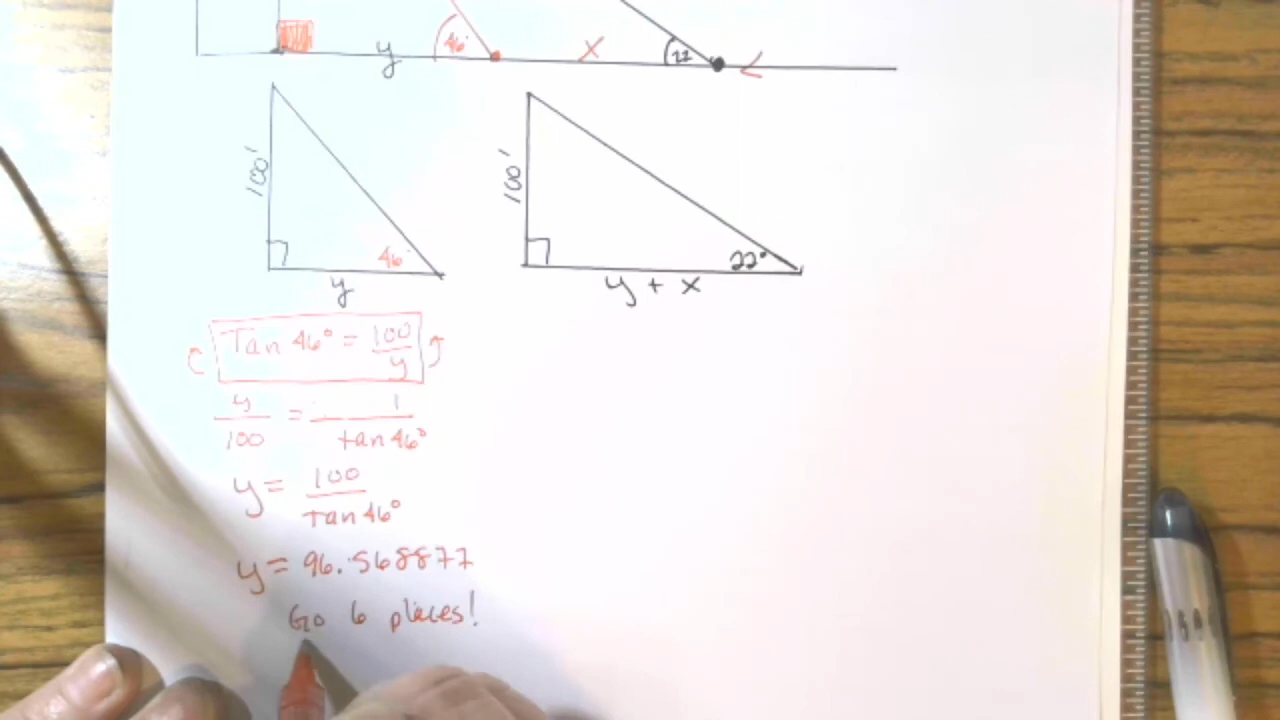 y 46° x 22
100' 100'
46° 22°
y y + x
Tan 46° = 100/y
y/100 = 1/tan 46°
y = 100/Tan 46°
y = 96.568877
Go 6 places!